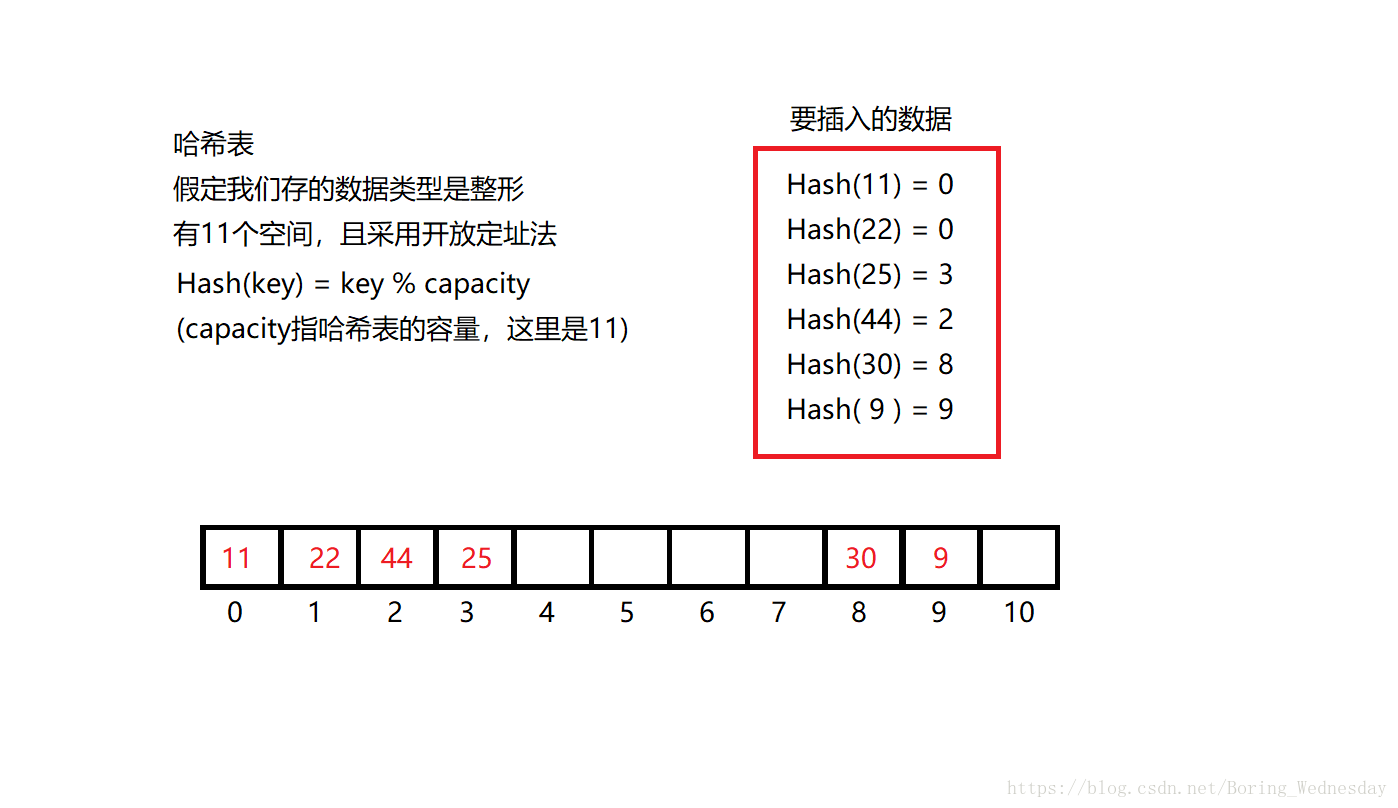 哈希表
假定我们存的数据类型是整形
有11个空间，且采用开放定址法
Hash(key) = key % capacity
(capacity指哈希表的容量，这里是11)
要插入的数据
Hash(11) = 0
Hash(22) = 0
Hash(25) = 3
Hash(44) = 2
Hash(30) = 8
Hash( 9 ) = 9
11 22 44 25 30 9
0 1 2 3 4 5 6 7 8 9 10
https://blog.csdn.net/Boring_Wednesday